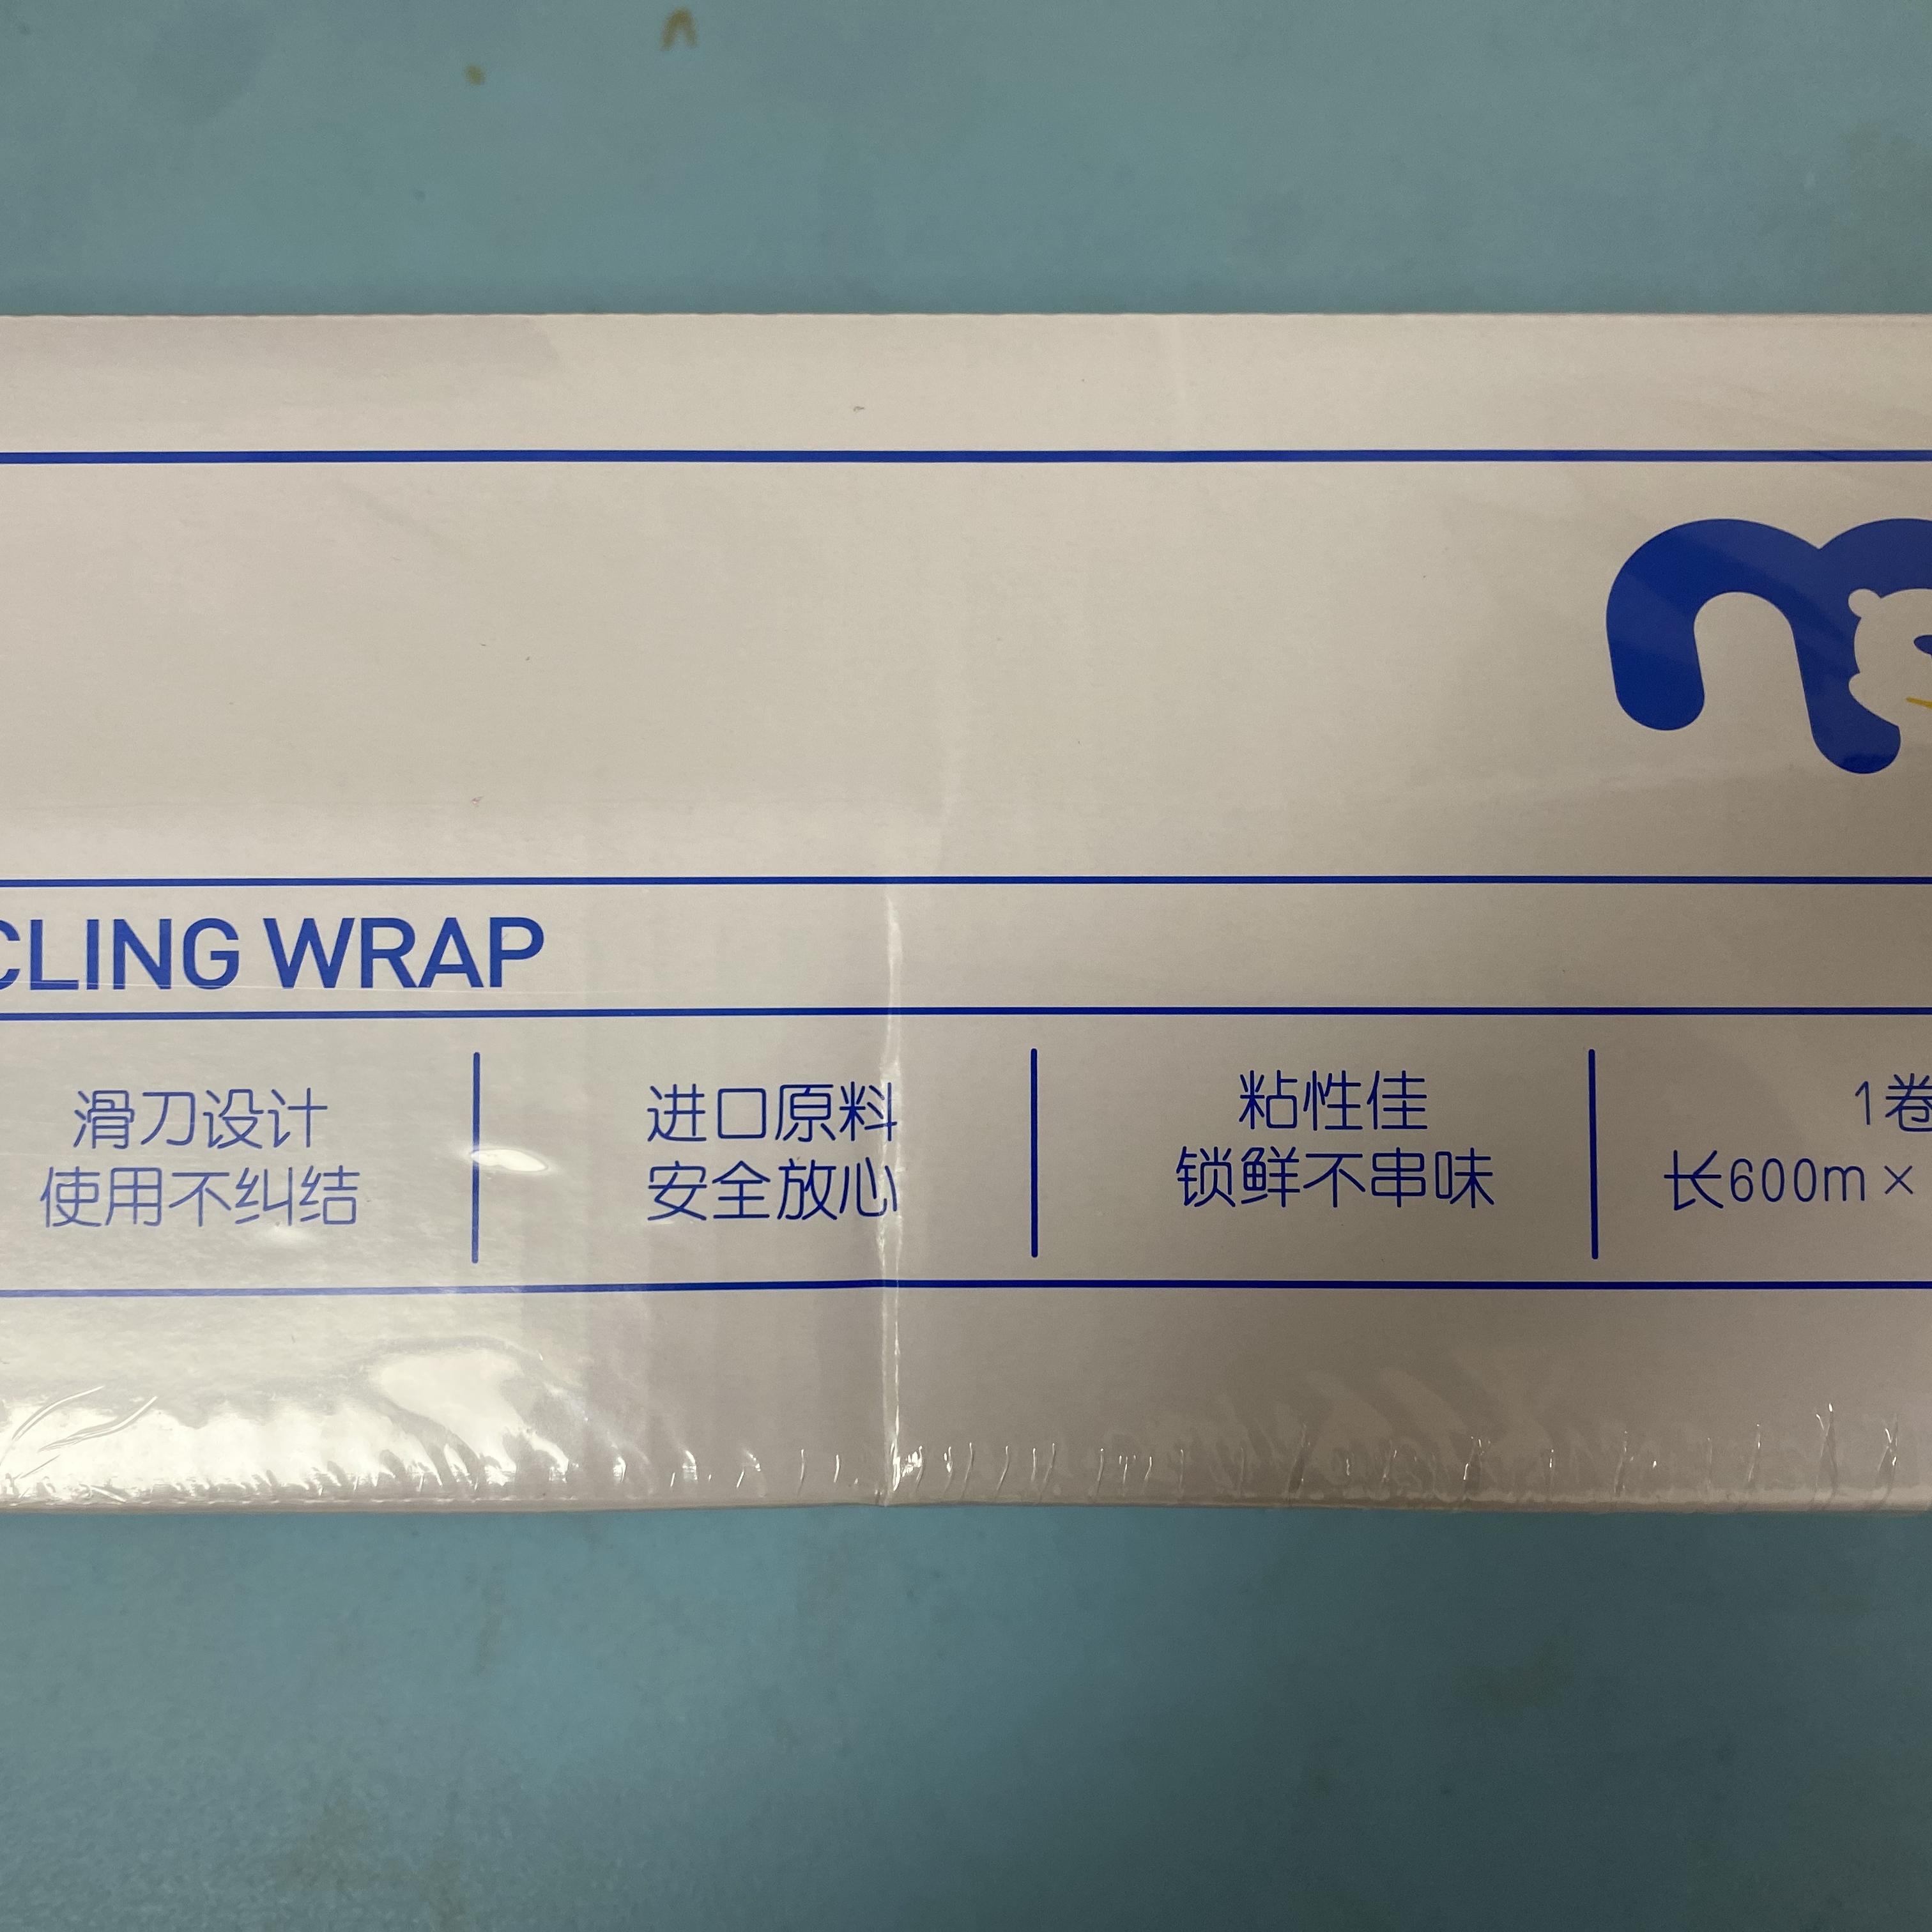 CLING WRAP
滑刀设计
使用不纠结
进口原料
安全放心
粘性佳
锁鲜不串味
1卷
长600m×